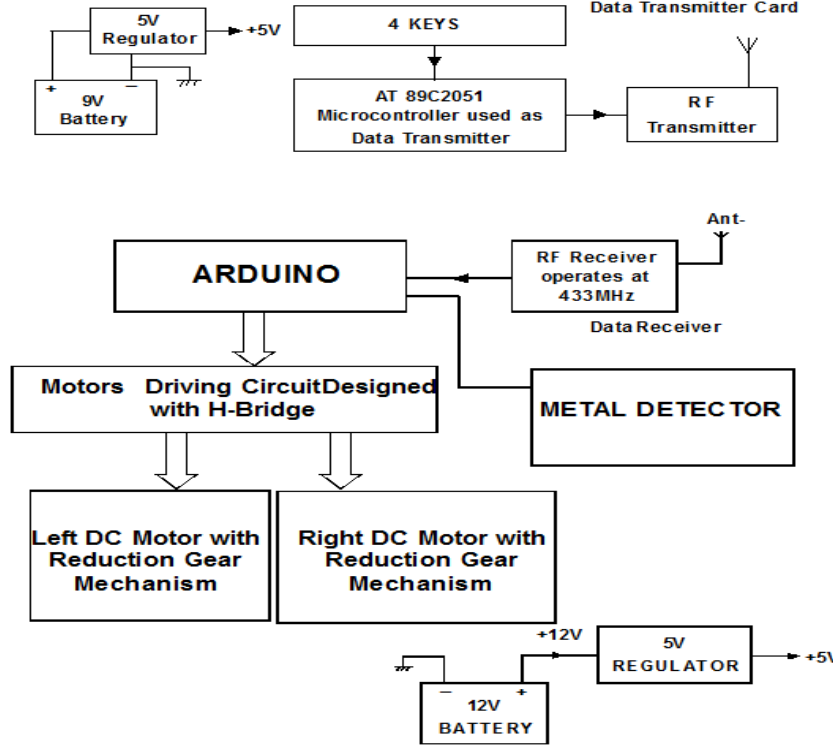 Data Transmitter Card
5V
Regulator
+5V
+ –
9V
Battery
4 KEYS
AT 89C2051
Microcontroller used as
Data Transmitter
RF
Transmitter
Ant-
ARDUINO
RF Receiver
operates at
433MHz
Data Receiver
Motors Driving CircuitDesigned
with H-Bridge
METAL DETECTOR
Left DC Motor with
Reduction Gear
Mechanism
Right DC Motor with
Reduction Gear
Mechanism
+12V
5V
REGULATOR
+5V
– +
12V
BATTERY